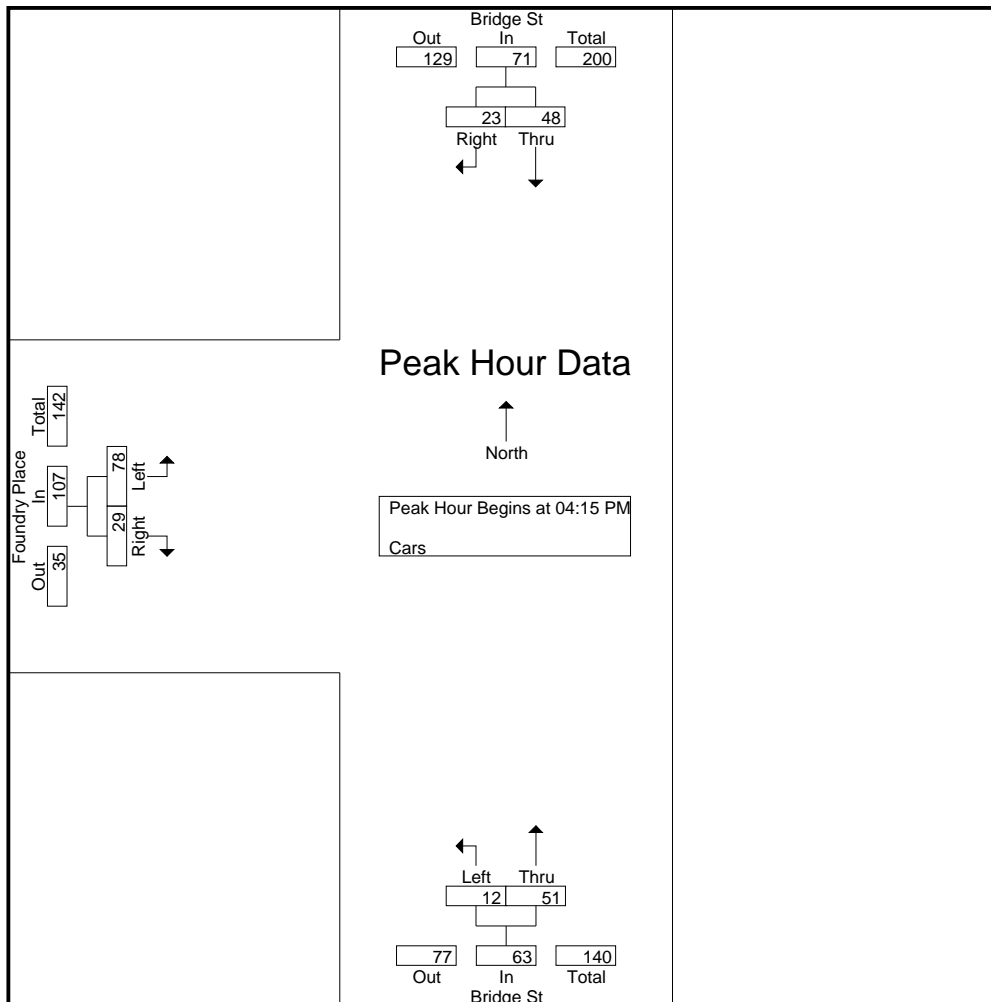 Bridge St
Out In Total
129 71 200
23 48
Right Thru
Peak Hour Data
North
Peak Hour Begins at 04:15 PM
Cars
Foundry Place
Out In Total
35 107 142
29 78
Right Left
Left Thru
12 51
77 63 140
Out In Total
Bridge St